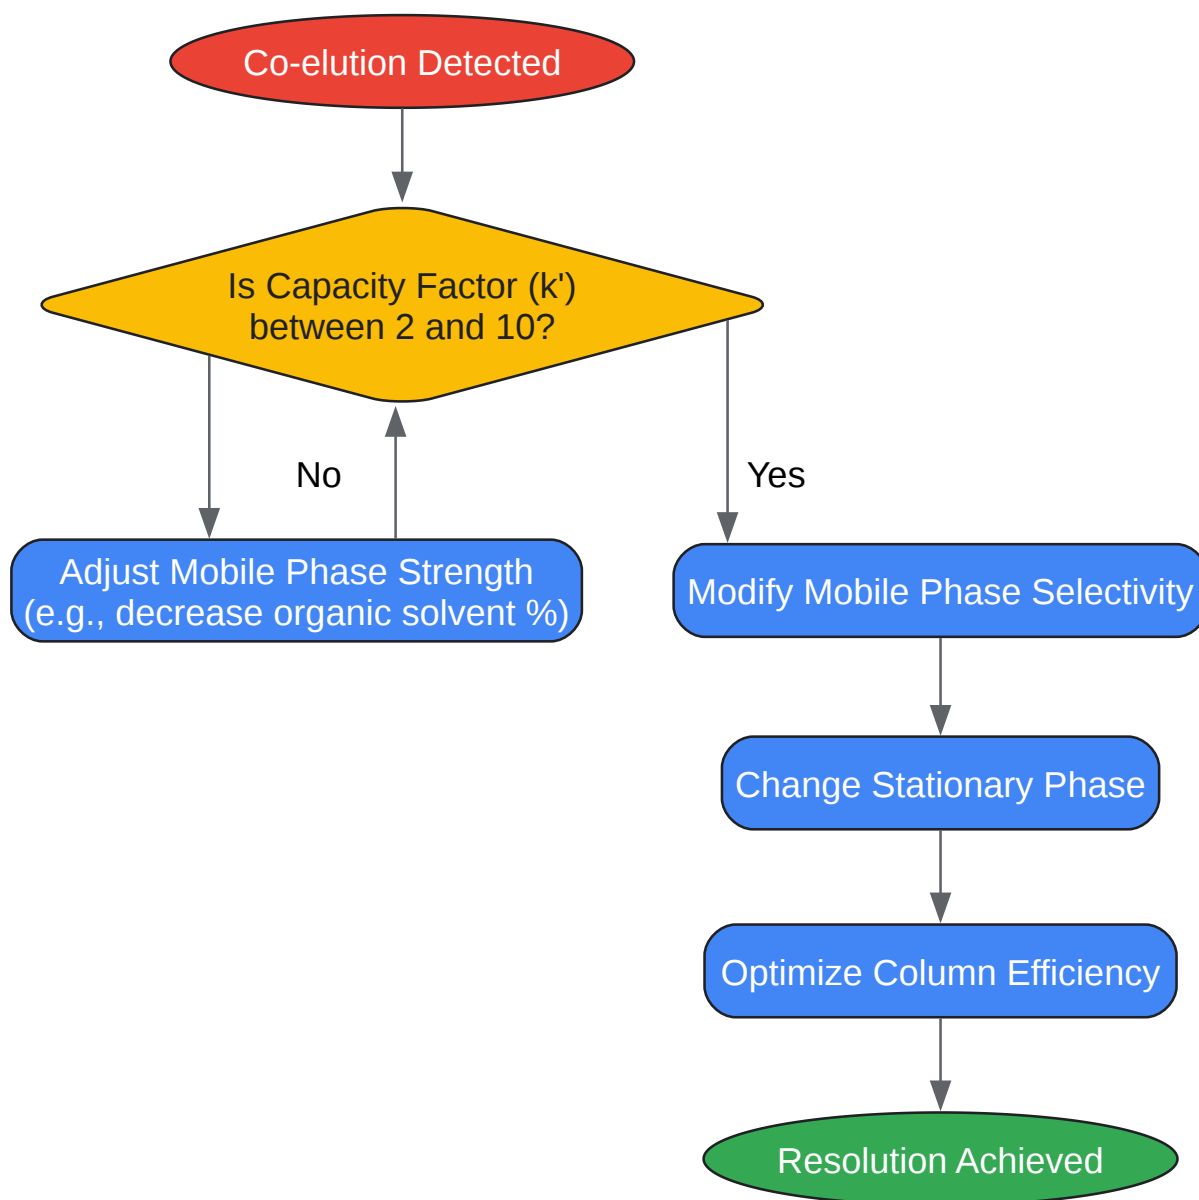 Co-elution Detected
Is Capacity Factor (k')
between 2 and 10?
No
Yes
Adjust Mobile Phase Strength
(e.g., decrease organic solvent %)
Modify Mobile Phase Selectivity
Change Stationary Phase
Optimize Column Efficiency
Resolution Achieved